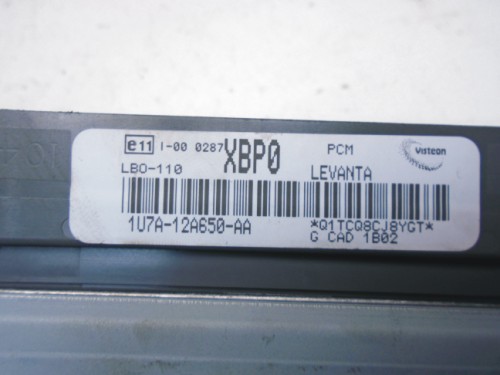 e11 I-00 0287 XBP0 PCM Visteon
LBO-110 LEVANTA
1U7A-12A650-AA *Q1TCQ8CJ8YGT*
G CAD 1B02